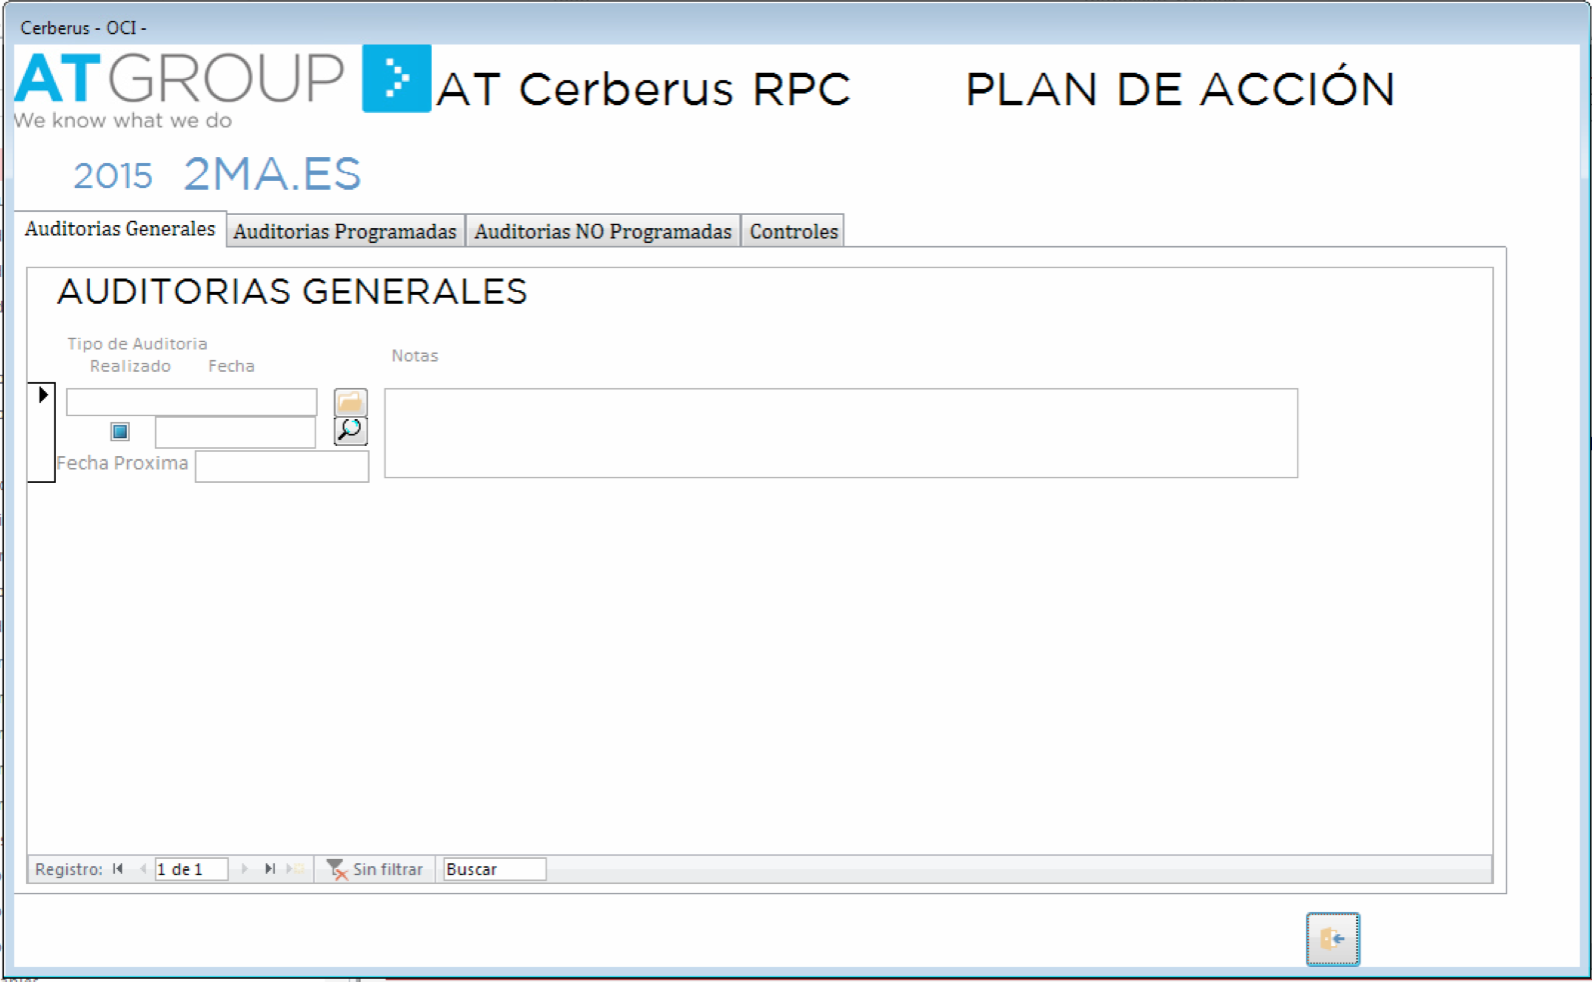 Cerberus - OCI -
ATGROUP AT Cerberus RPC PLAN DE ACCIÓN
We know what we do
2015 2MA.ES
Auditorias Generales Auditorias Programadas Auditorias NO Programadas Controles
AUDITORIAS GENERALES
Tipo de Auditoria
Notas
Realizado Fecha
Fecha Proxima
Registro: 1 de 1 Sin filtrar Buscar